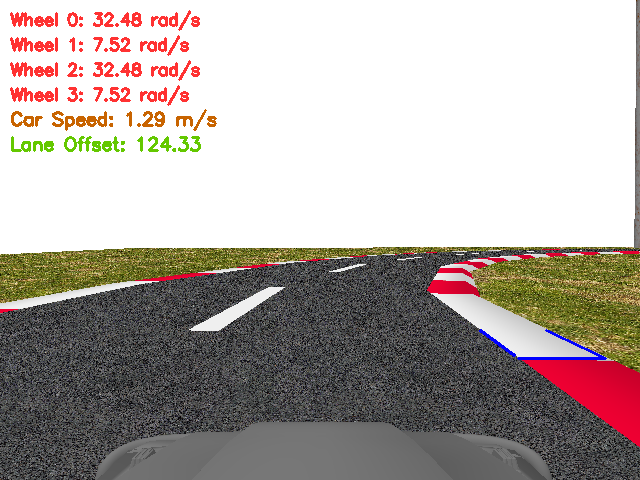 Wheel 0: 32.48 rad/s
Wheel 1: 7.52 rad/s
Wheel 2: 32.48 rad/s
Wheel 3: 7.52 rad/s
Car Speed: 1.29 m/s
Lane Offset: 124.33